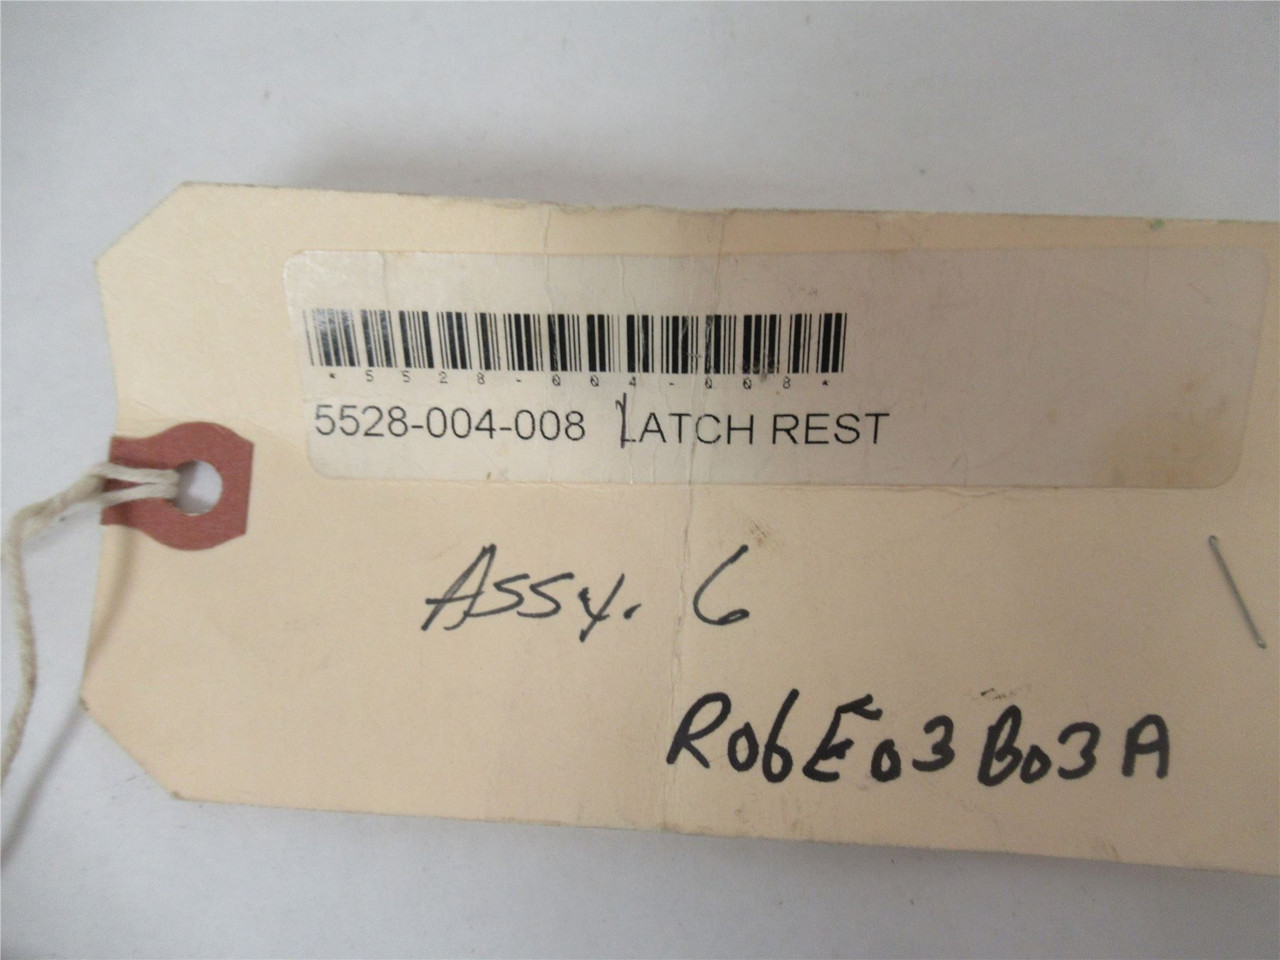 *5528-004-008*
5528-004-008 LATCH REST
Assy. 6
R06E03B03A